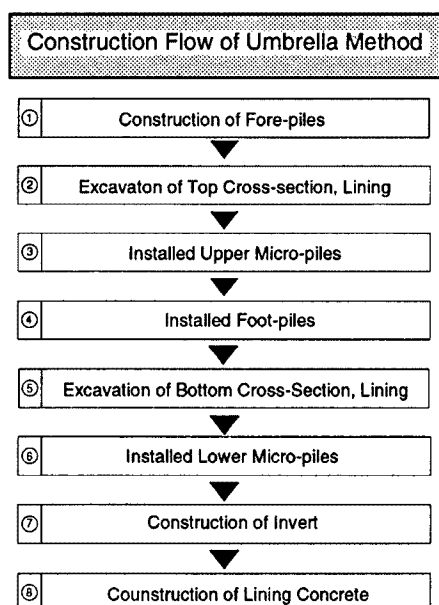 Construction Flow of Umbrella Method
① Construction of Fore-piles
② Excavaton of Top Cross-section, Lining
③ Installed Upper Micro-piles
④ Installed Foot-piles
⑤ Excavation of Bottom Cross-Section, Lining
⑥ Installed Lower Micro-piles
⑦ Construction of Invert
⑧ Counstruction of Lining Concrete